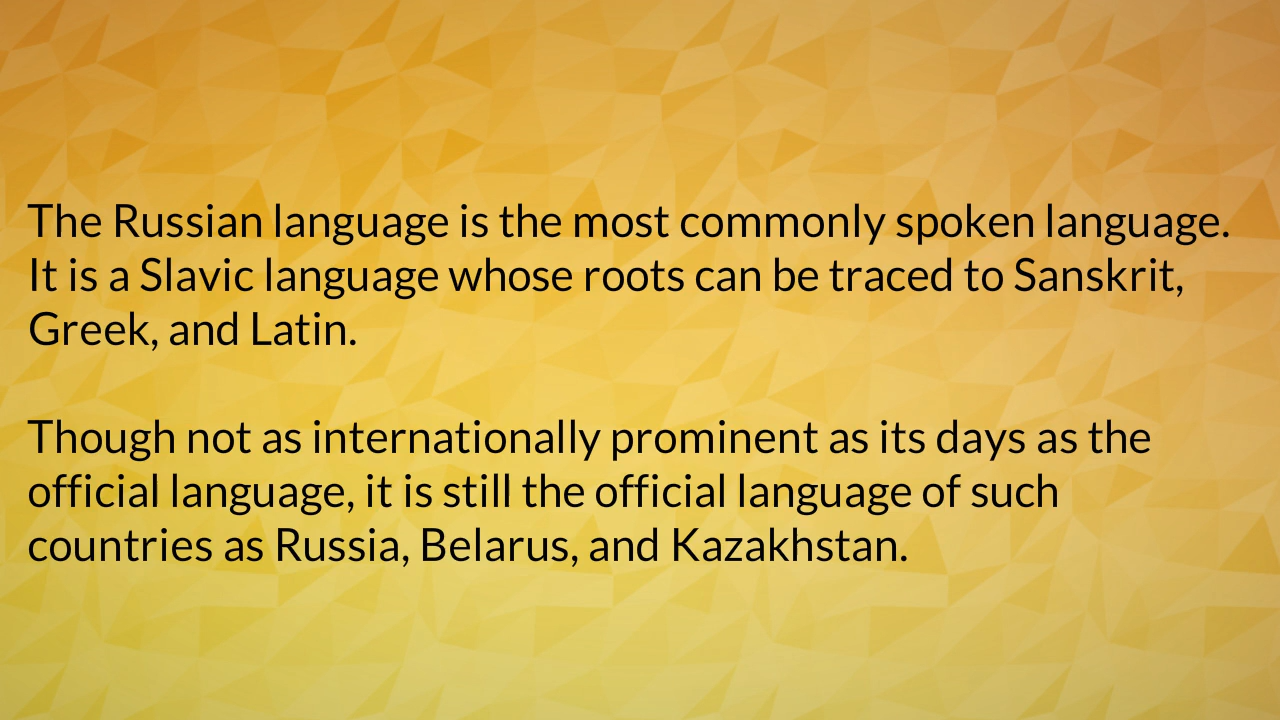 The Russian language is the most commonly spoken language.
It is a Slavic language whose roots can be traced to Sanskrit,
Greek, and Latin.
Though not as internationally prominent as its days as the
official language, it is still the official language of such
countries as Russia, Belarus, and Kazakhstan.